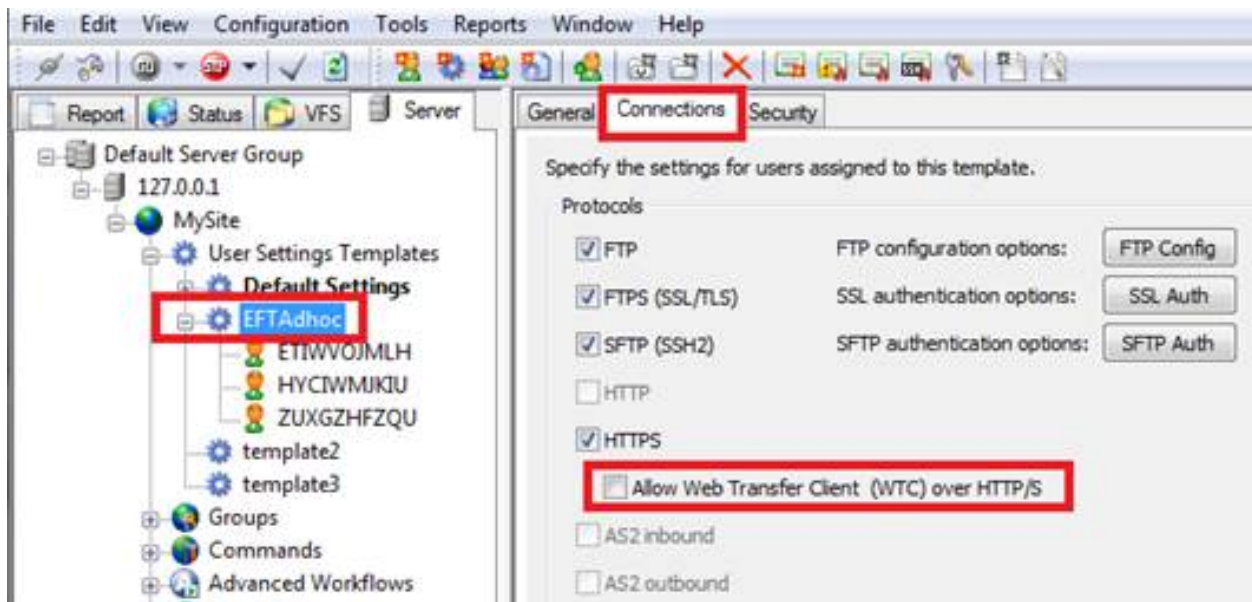 File Edit View Configuration Tools Reports Window Help
Report Status VFS Server
Default Server Group
127.0.0.1
MySite
User Settings Templates
Default Settings
EFTAdhoc
ETIWVOJMLH
HYCIWMJKIU
ZUXGZHFZQU
template2
template3
Groups
Commands
Advanced Workflows
General Connections Security
Specify the settings for users assigned to this template.
Protocols
FTP FTP configuration options: FTP Config
FTPS (SSL/TLS) SSL authentication options: SSL Auth
SFTP (SSH2) SFTP authentication options: SFTP Auth
HTTP
HTTPS
Allow Web Transfer Client (WTC) over HTTP/S
AS2 inbound
AS2 outbound